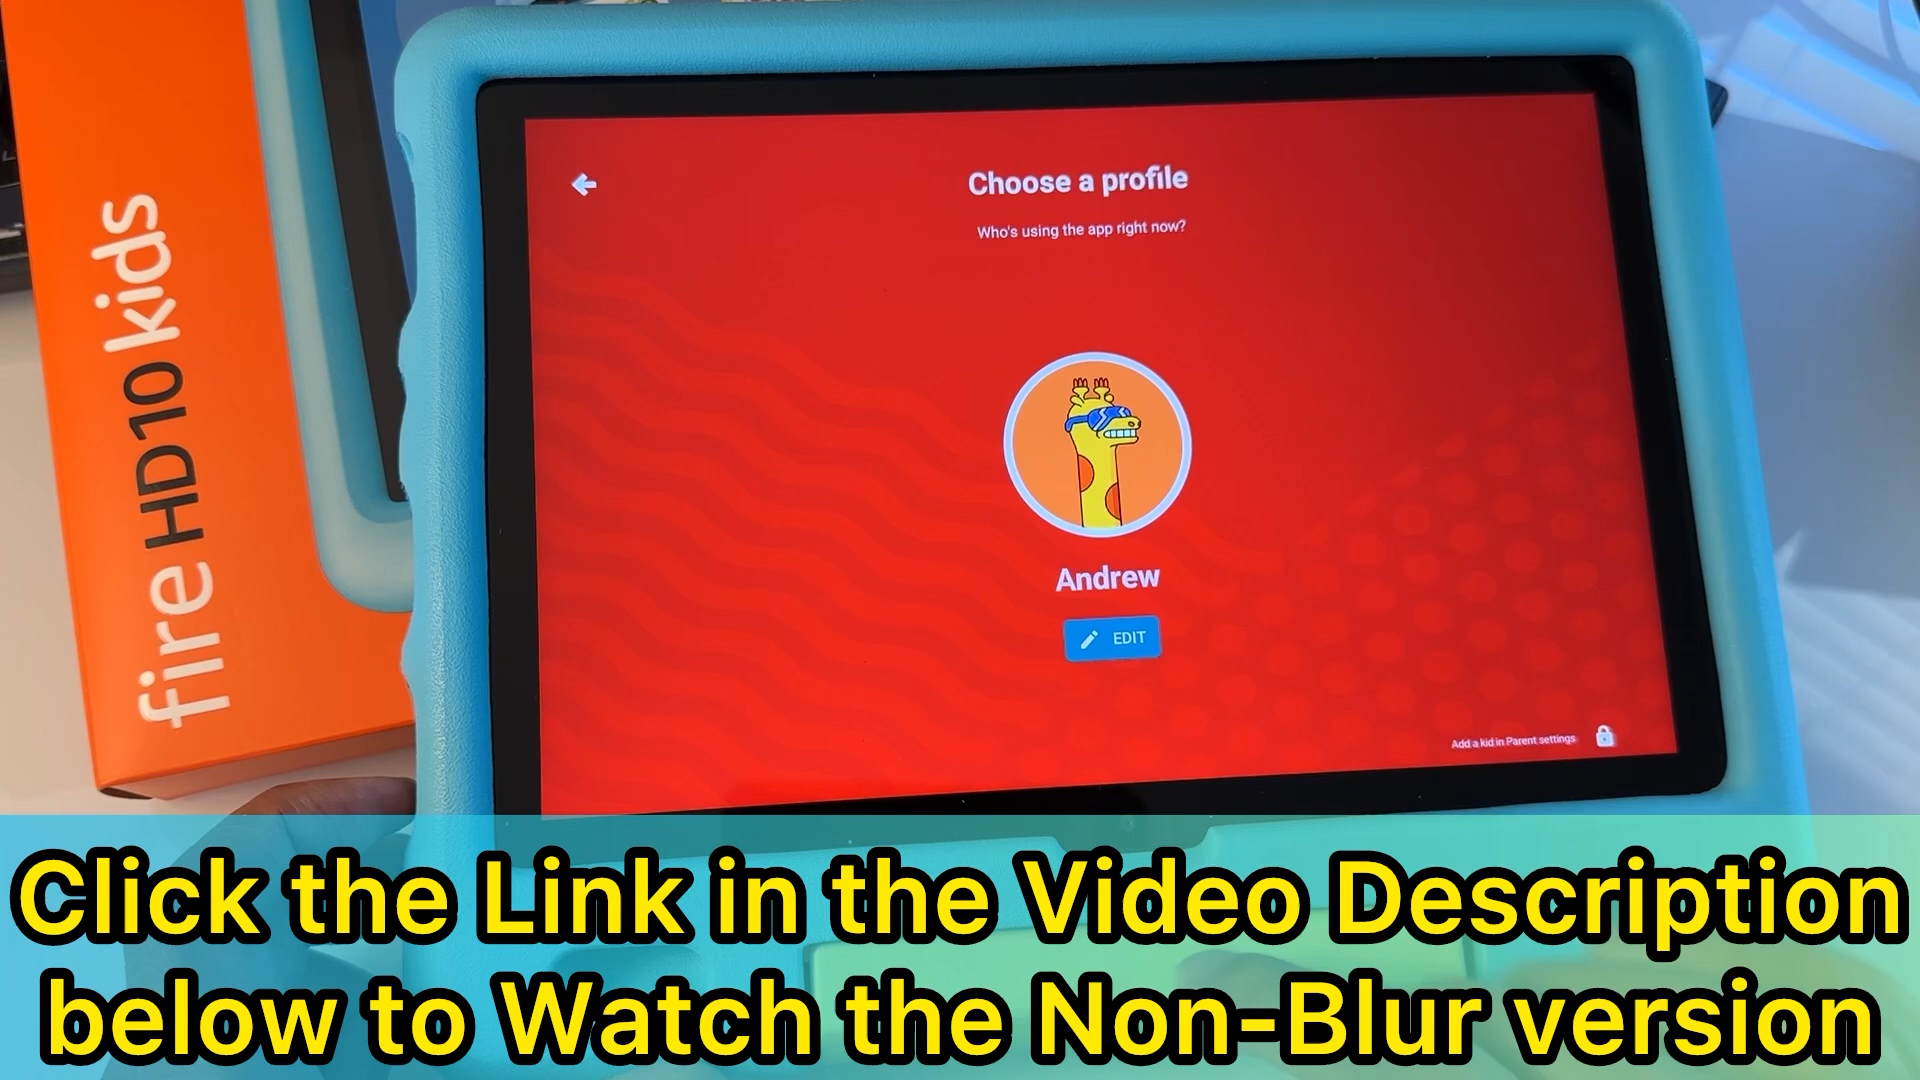 fire HD10 kids
Choose a profile
Who's using the app right now?
Andrew
EDIT
Add a kid in Parent settings
Click the Link in the Video Description
below to Watch the Non-Blur version